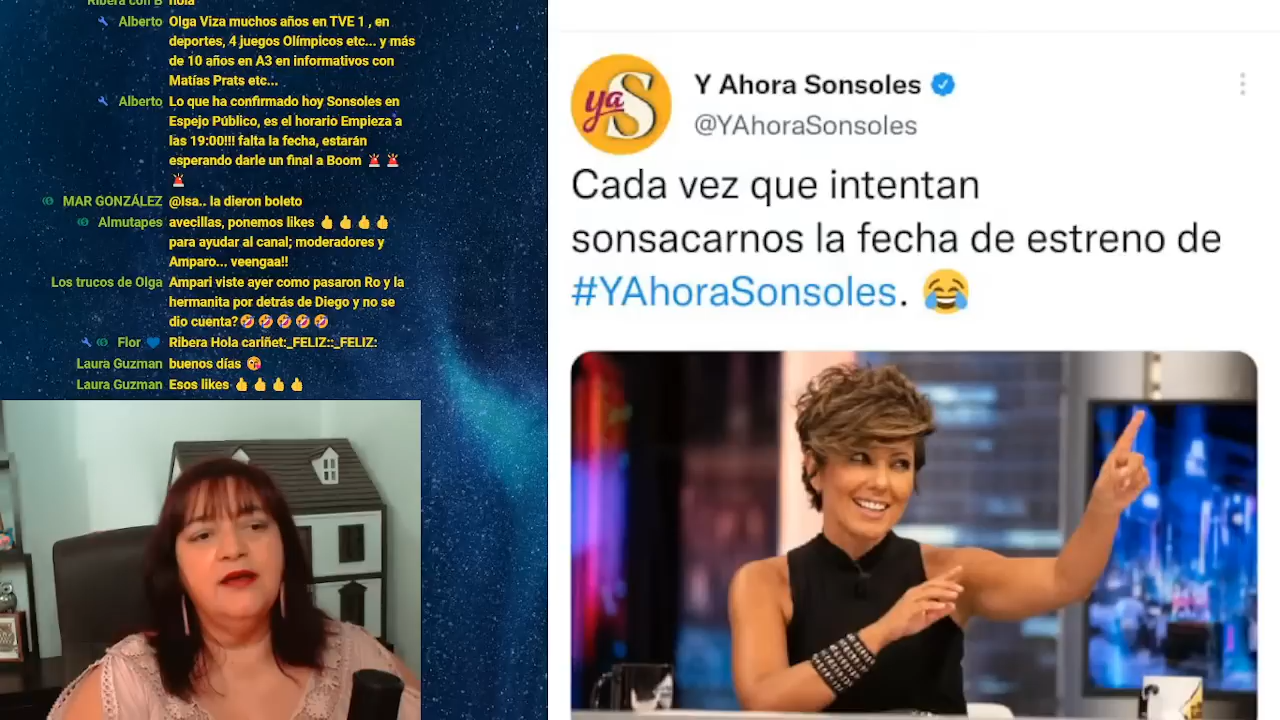 Ribera con B hola
Alberto Olga Viza muchos años en TVE 1 , en
deportes, 4 juegos Olímpicos etc... y más
de 10 años en A3 en informativos con
Matías Prats etc...
Alberto Lo que ha confirmado hoy Sonsoles en
Espejo Público, es el horario Empieza a
las 19:00!!! falta la fecha, estarán
esperando darle un final a Boom 🚨 🚨
🚨
MAR GONZÁLEZ @Isa.. la dieron boleto
Almutapes avecillas, ponemos likes 👍 👍 👍 👍
para ayudar al canal; moderadores y
Amparo... veengaa!!
Los trucos de Olga Ampari viste ayer como pasaron Ro y la
hermanita por detrás de Diego y no se
dio cuenta?🤣 🤣 🤣 🤣 🤣
Flor 💙 Ribera Hola cariñet:_FELIZ::_FELIZ:
Laura Guzman buenos días 😘
Laura Guzman Esos likes 👍 👍 👍 👍
yaS
Y Ahora Sonsoles
@YAhoraSonsoles
Cada vez que intentan
sonsacarnos la fecha de estreno de
#YAhoraSonsoles. 😂